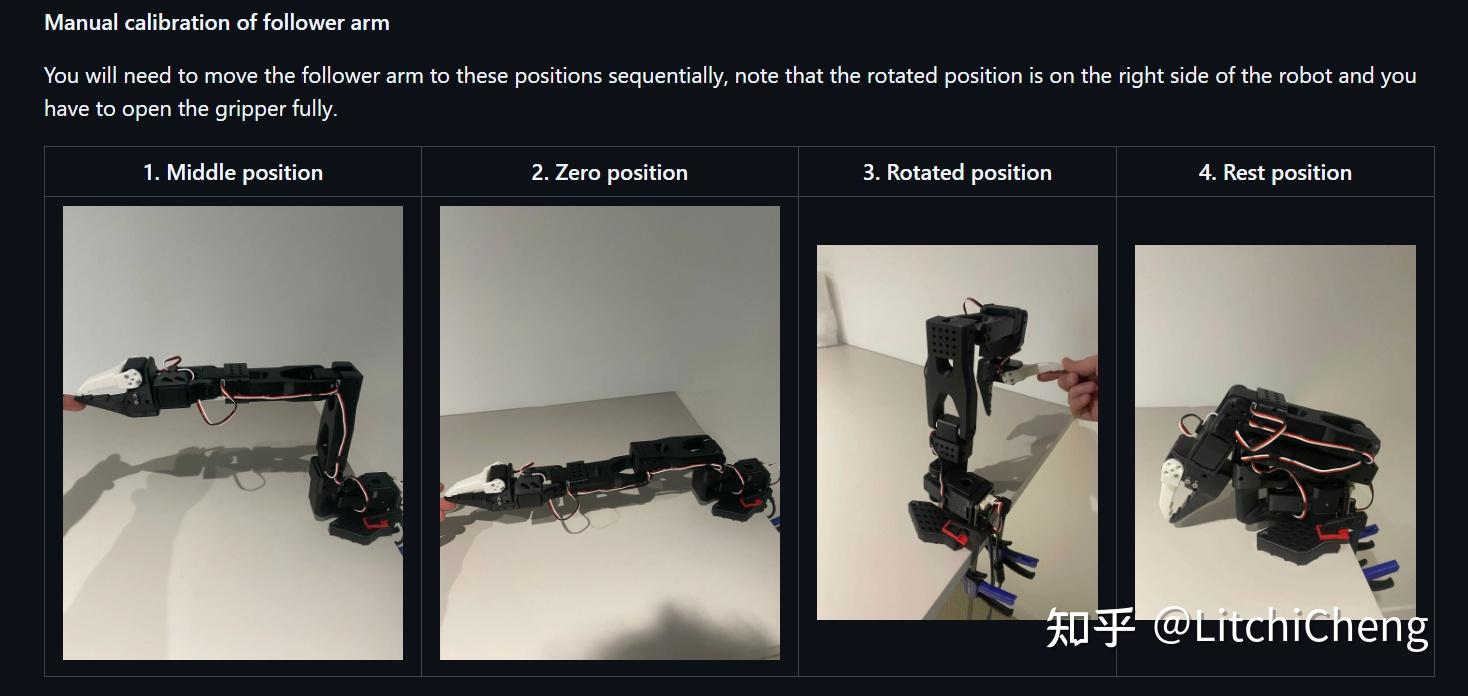 Manual calibration of follower arm
You will need to move the follower arm to these positions sequentially, note that the rotated position is on the right side of the robot and you
have to open the gripper fully.
1. Middle position
2. Zero position
3. Rotated position
4. Rest position
知乎 @LitchiCheng